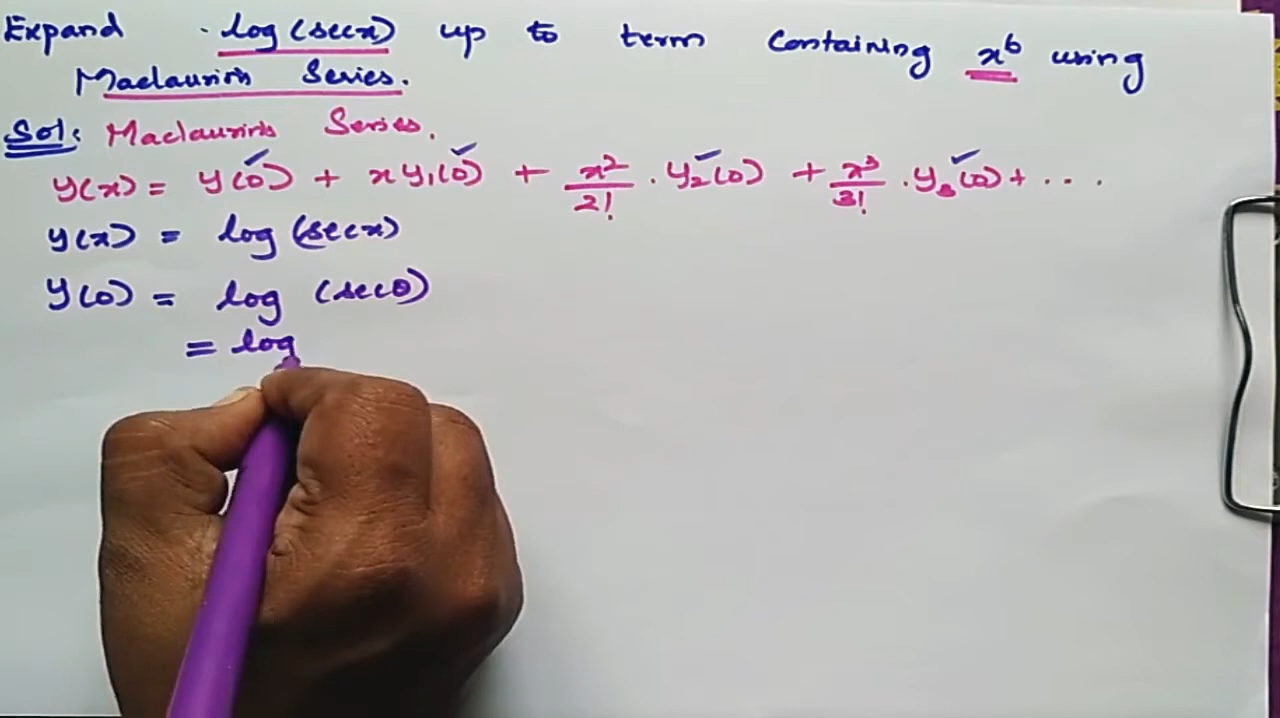 Expand log(secx) up to term containing x⁶ using
Maclaurin's Series.
Sol: Maclaurin's Series.
y(x) = y(0) + xy₁(0) + x²/2! . y₂(0) + x³/3! . y₃(0) + ...
y(x) = log(secx)
y(0) = log (sec0)
= log